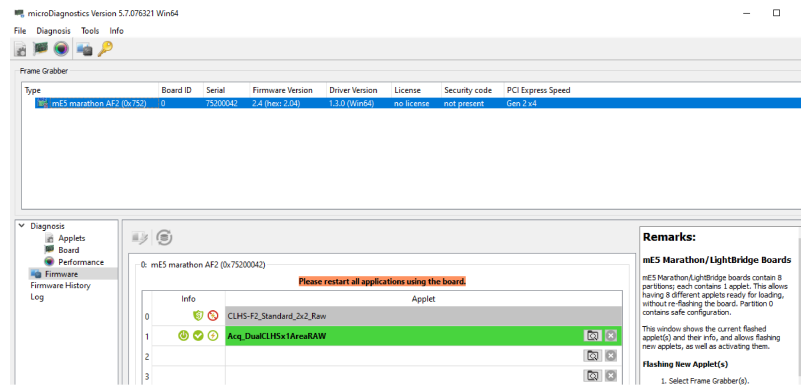 microDiagnostics Version 5.7.076321 Win64
File Diagnosis Tools Info
Frame Grabber
Type Board ID Serial Firmware Version Driver Version License Security code PCI Express Speed
mE5 marathon AF2 (0x752) 0 75200042 2.4 (hex: 2.04) 1.3.0 (Win64) no license not present Gen 2 x4
Diagnosis
Applets
Board
Performance
Firmware
Firmware History
Log
0: mE5 marathon AF2 (0x75200042)
Please restart all applications using the board.
Info Applet
0 CLHS-F2_Standard_2x2_Raw
1 Acq_DualCLHSx1AreaRAW
2
3
Remarks:
mE5 Marathon/LightBridge Boards
mE5 Marathon/LightBridge boards contain 8
partitions; each contains 1 applet. This allows
having 8 different applets ready for loading,
without re-flashing the board. Partition 0
contains safe configuration.
This window shows the current flashed
applet(s) and their info, and allows flashing
new applets, as well as activating them.
Flashing New Applet(s)
1. Select Frame Grabber(s).